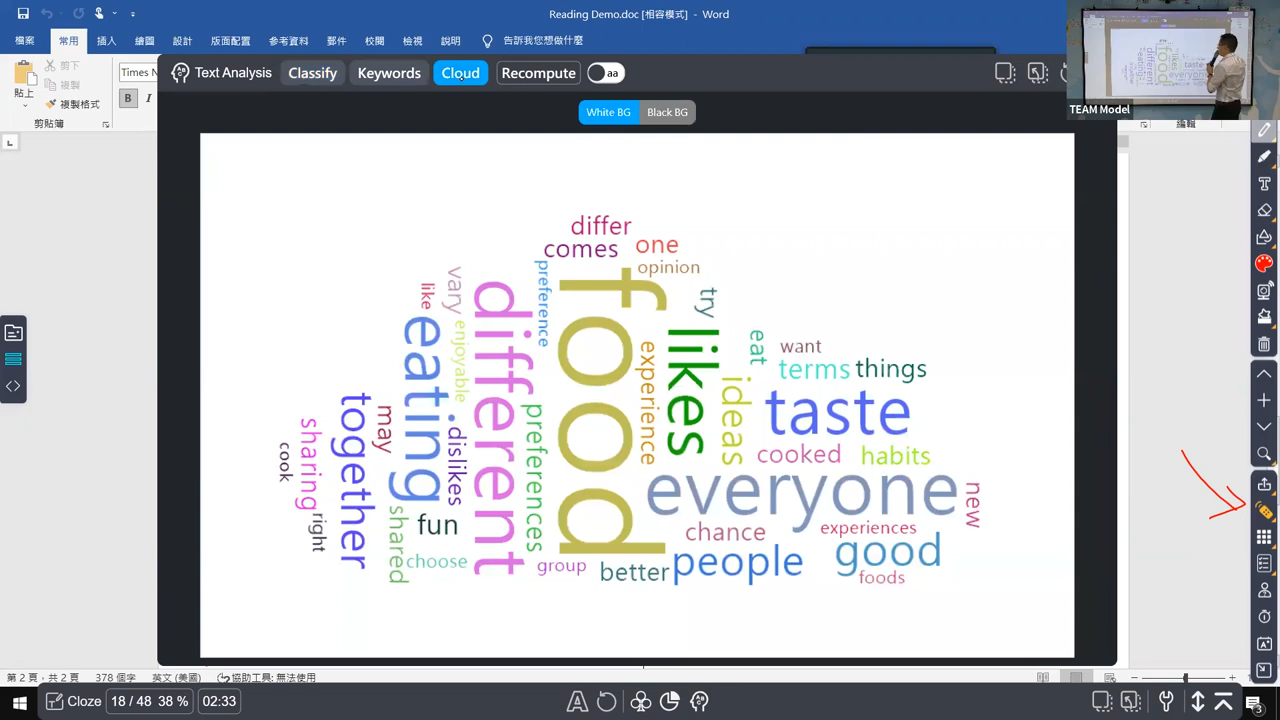 Reading Demo.doc [相容模式] - Word
檔案 常用 插入 繪圖 設計 版面配置 參考資料 郵件 校閱 檢視 說明 告訴我您想做什麼
貼上
剪下
複製
複製格式
剪貼簿
Times N
B I
編輯
Text Analysis Classify Keywords Cloud Recompute aa
White BG Black BG
TEAM Model
differ
comes
one
opinion
preference
vary
like
try
food
different
eating
enjoyable
experience
likes
eat
want
terms
things
ideas
taste
together
may
sharing
cook
dislikes
preferences
cooked
habits
everyone
new
right
shared
fun
choose
group
better
people
chance
experiences
good
foods
第 2 頁，共 2 頁 378 個字 英文 (美國) 協助工具: 無法使用
Cloze 18 / 48 38 % 02:33
3